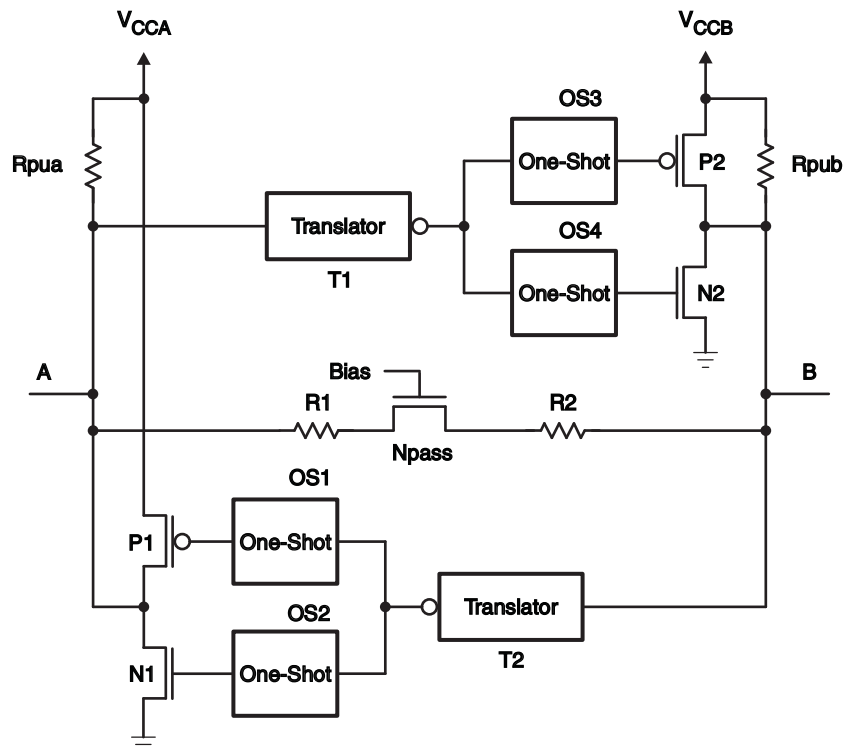 VCCA
VCCB
OS3
Rpua
One-Shot
P2
Rpub
Translator
OS4
T1
One-Shot
N2
A
Bias
B
R1
R2
Npass
OS1
P1
One-Shot
OS2
Translator
N1
One-Shot
T2